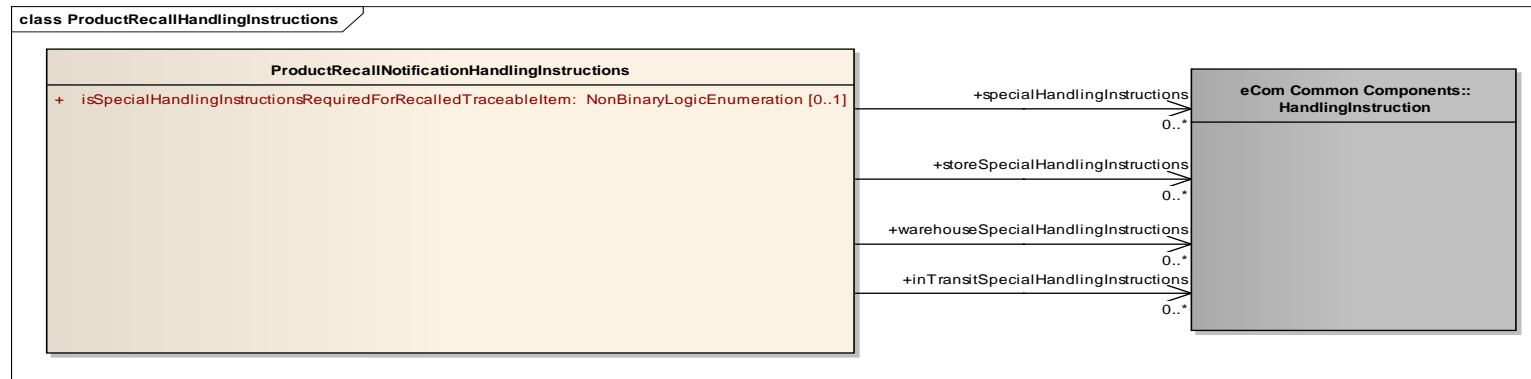 class ProductRecallHandlingInstructions
ProductRecallNotificationHandlingInstructions
+ isSpecialHandlingInstructionsRequiredForRecalledTraceableItem: NonBinaryLogicEnumeration [0..1]
+specialHandlingInstructions
0..*
+storeSpecialHandlingInstructions
0..*
+warehouseSpecialHandlingInstructions
0..*
+inTransitSpecialHandlingInstructions
0..*
eCom Common Components::
HandlingInstruction